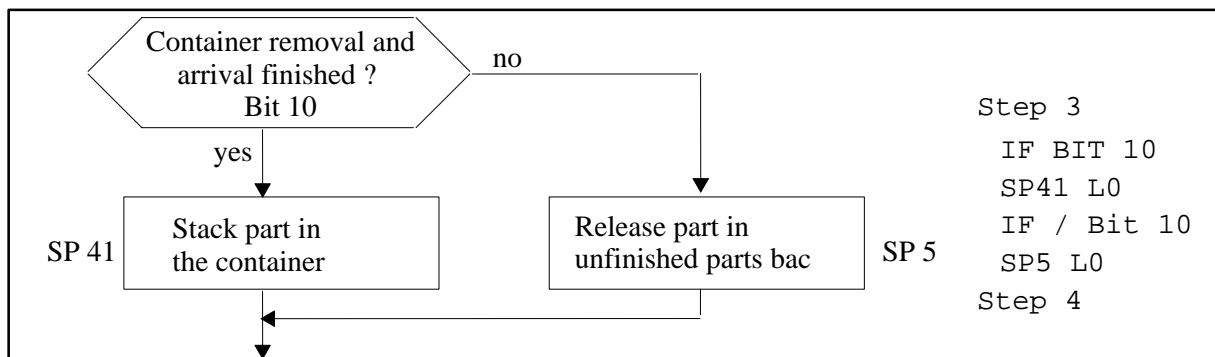 Container removal and
arrival finished ?
Bit 10
no
yes
SP 41
Stack part in
the container
Release part in
unfinished parts bac
SP 5
Step 3
IF BIT 10
SP41 L0
IF / Bit 10
SP5 L0
Step 4